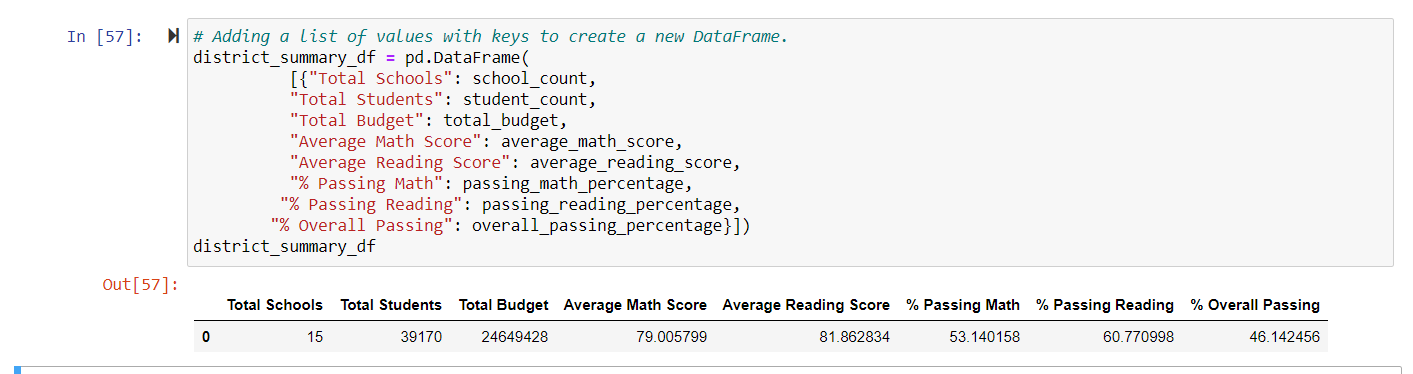 In [57]:
# Adding a list of values with keys to create a new DataFrame.
district_summary_df = pd.DataFrame(
[{"Total Schools": school_count,
"Total Students": student_count,
"Total Budget": total_budget,
"Average Math Score": average_math_score,
"Average Reading Score": average_reading_score,
"% Passing Math": passing_math_percentage,
"% Passing Reading": passing_reading_percentage,
"% Overall Passing": overall_passing_percentage}])
district_summary_df
Out[57]:
Total Schools Total Students Total Budget Average Math Score Average Reading Score % Passing Math % Passing Reading % Overall Passing
0 15 39170 24649428 79.005799 81.862834 53.140158 60.770998 46.142456